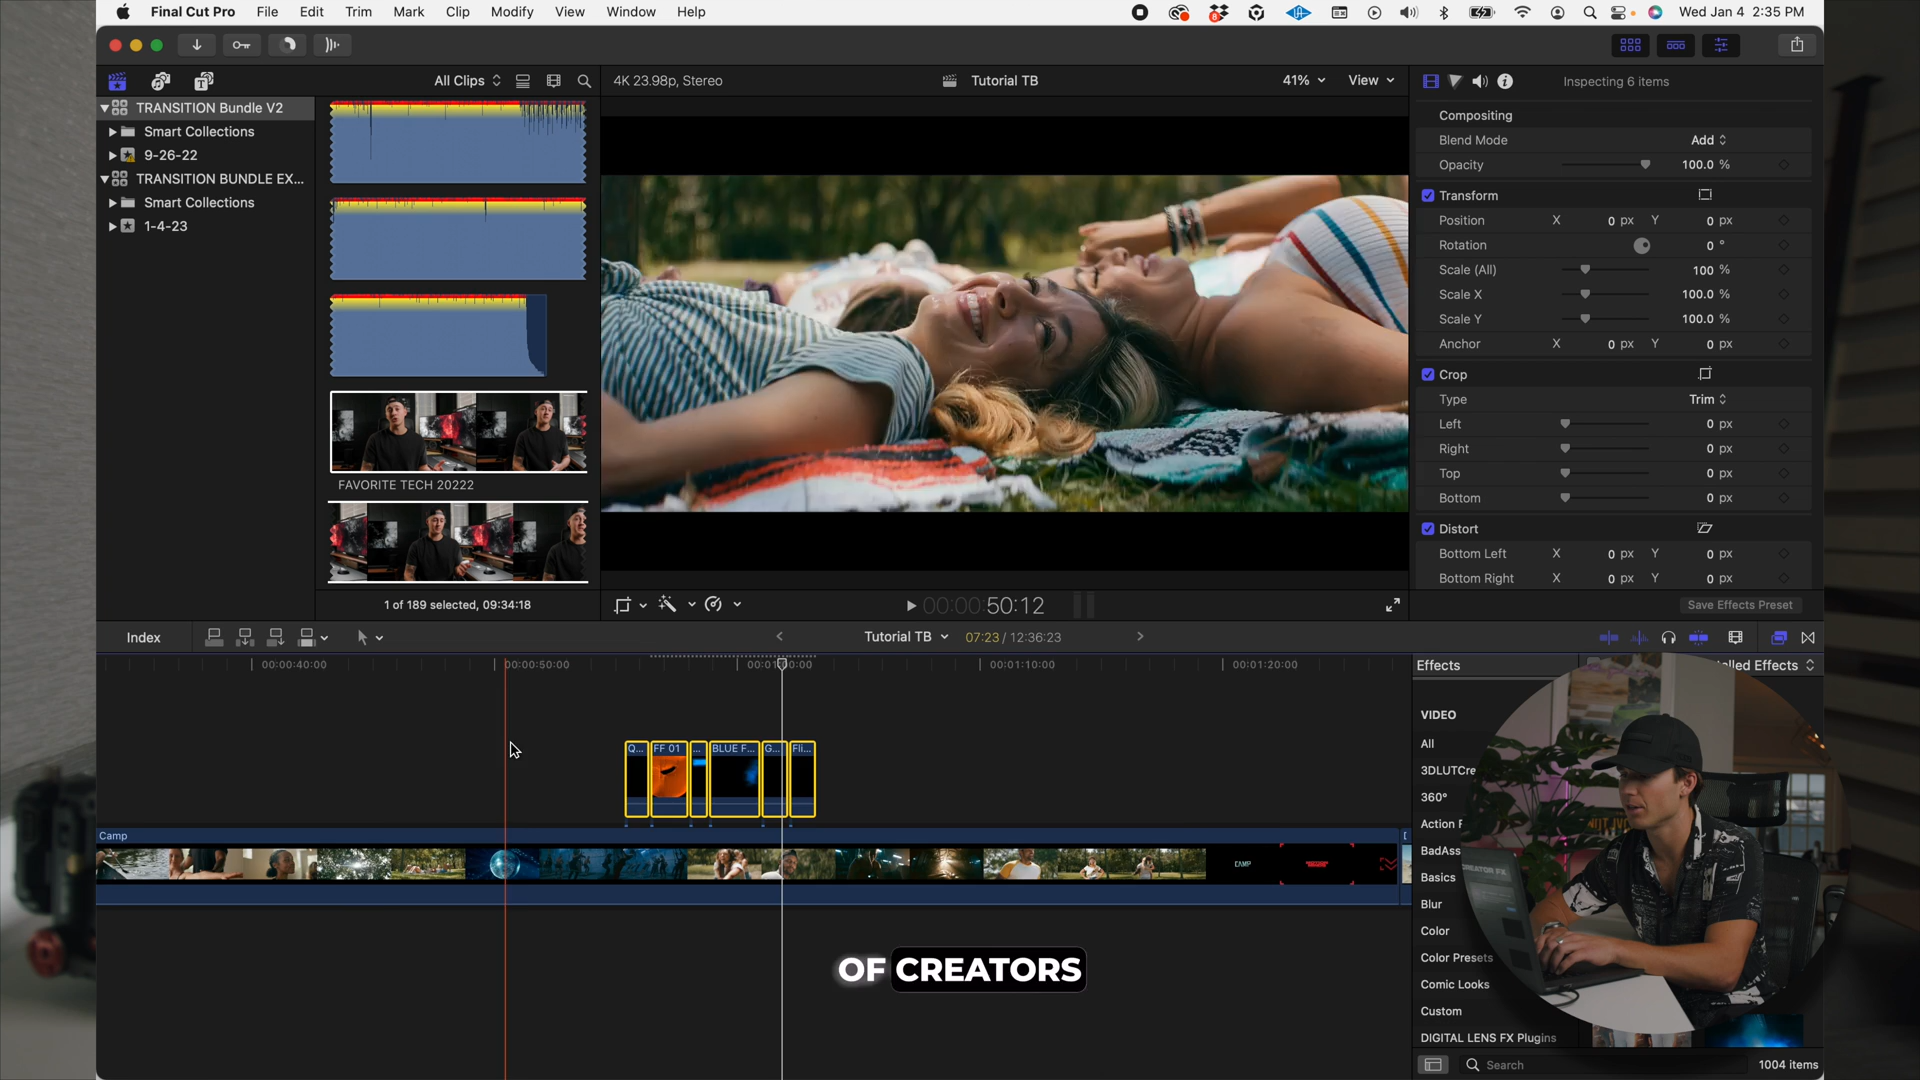 Final Cut Pro File Edit Trim Mark Clip Modify View Window Help
8
Wed Jan 4 2:35 PM
All Clips
4K 23.98p, Stereo
Tutorial TB
41%
View
Inspecting 6 items
TRANSITION Bundle V2
Smart Collections
9-26-22
TRANSITION BUNDLE EX...
Smart Collections
1-4-23
FAVORITE TECH 20222
1 of 189 selected, 09:34:18
00:00:50:12
Compositing
Blend Mode Add
Opacity 100.0 %
Transform
Position X 0 px Y 0 px
Rotation 0 °
Scale (All) 100 %
Scale X 100.0 %
Scale Y 100.0 %
Anchor X 0 px Y 0 px
Crop
Type Trim
Left 0 px
Right 0 px
Top 0 px
Bottom 0 px
Distort
Bottom Left X 0 px Y 0 px
Bottom Right X 0 px Y 0 px
Save Effects Preset
Index
Tutorial TB 07:23 / 12:36:23
00:00:40:00 00:00:50:00 00:01:00:00 00:01:10:00 00:01:20:00
Q... FF 01 ... BLUE F... G... Fli...
Camp
CAMP
OF CREATORS
Effects
lled Effects
VIDEO
All
3DLUTCre
360°
Action F
BadAss
Basics
Blur
Color
Color Presets
Comic Looks
Custom
DIGITAL LENS FX Plugins
CREATOR FX
Search
1004 items